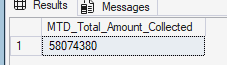 Results Messages
MTD_Total_Amount_Collected
1 58074380